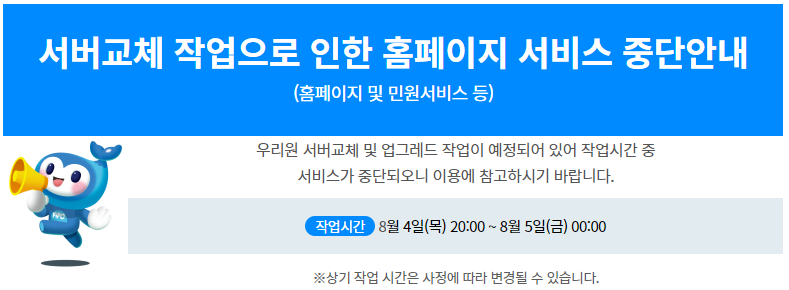 서버교체 작업으로 인한 홈페이지 서비스 중단안내
(홈페이지 및 민원서비스 등)
우리원 서버교체 및 업그레드 작업이 예정되어 있어 작업시간 중
서비스가 중단되오니 이용에 참고하시기 바랍니다.
작업시간 8월 4일(목) 20:00 ~ 8월 5일(금) 00:00
※상기 작업 시간은 사정에 따라 변경될 수 있습니다.